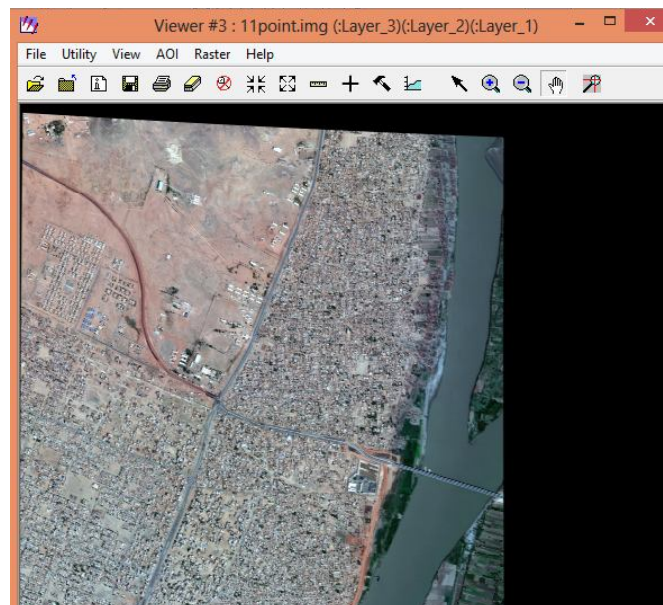 Viewer #3 : 11point.img (:Layer_3)(:Layer_2)(:Layer_1)
File Utility View AOI Raster Help